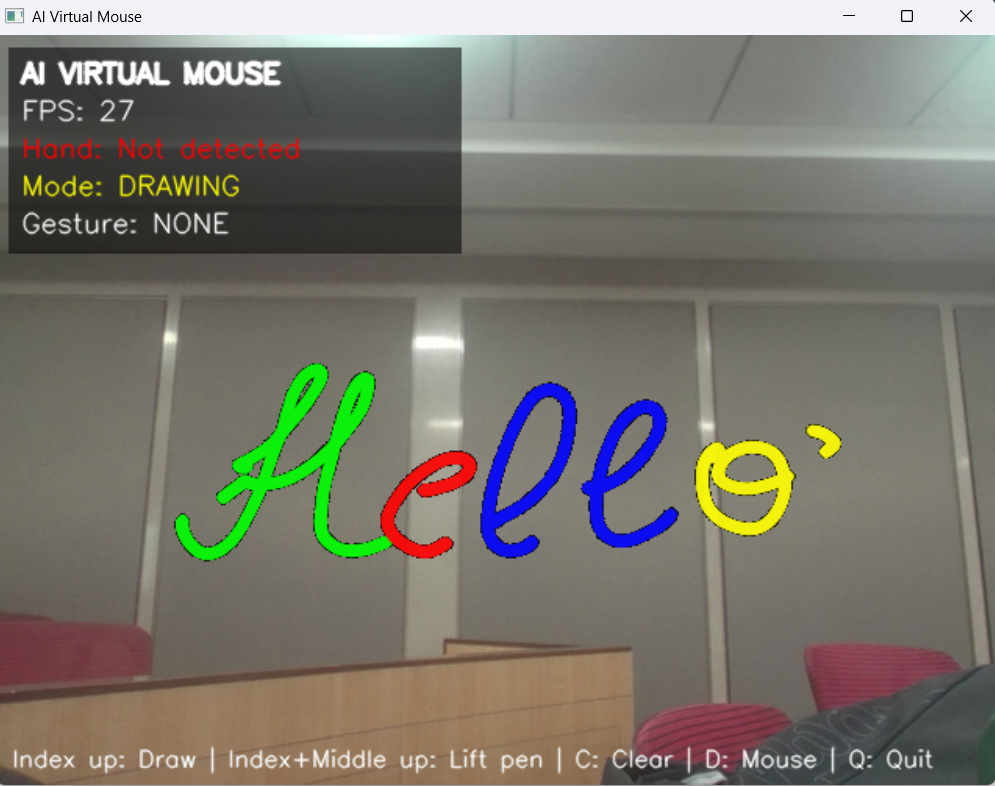 AI Virtual Mouse
AI VIRTUAL MOUSE
FPS: 27
Hand: Not detected
Mode: DRAWING
Gesture: NONE
Hello
Index up: Draw | Index+Middle up: Lift pen | C: Clear | D: Mouse | Q: Quit